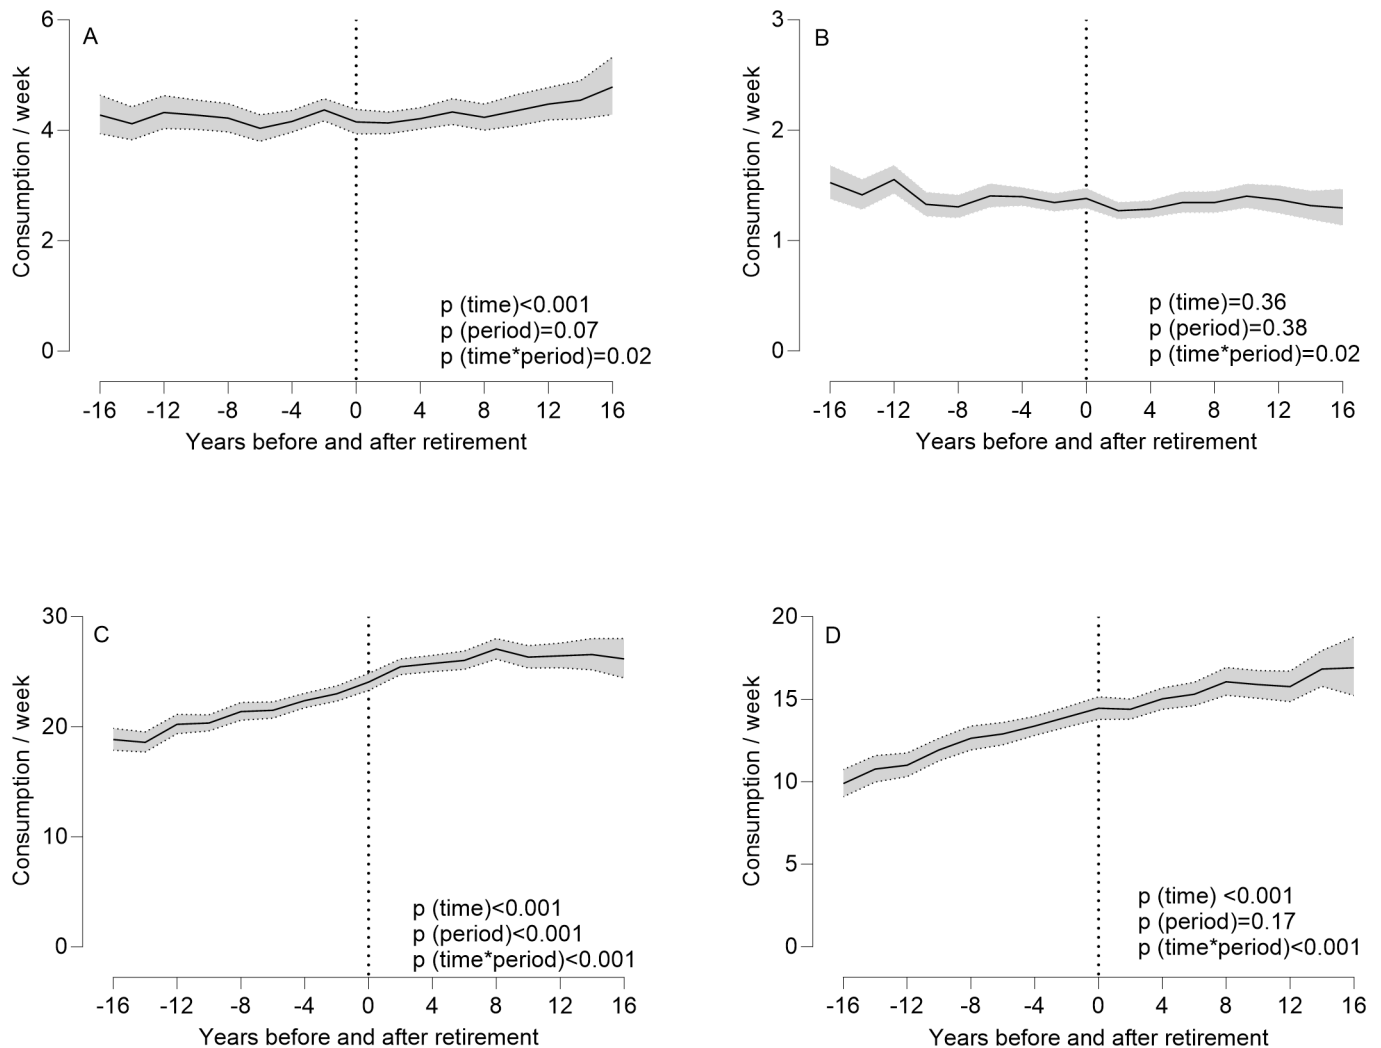 A
Consumption / week
6
4
2
0
p (time)<0.001
p (period)=0.07
p (time*period)=0.02
-16 -12 -8 -4 0 4 8 12 16
Years before and after retirement
B
Consumption / week
3
2
1
0
p (time)=0.36
p (period)=0.38
p (time*period)=0.02
-16 -12 -8 -4 0 4 8 12 16
Years before and after retirement
C
Consumption / week
30
20
10
0
p (time)<0.001
p (period)<0.001
p (time*period)<0.001
-16 -12 -8 -4 0 4 8 12 16
Years before and after retirement
D
Consumption / week
20
15
10
5
0
p (time) <0.001
p (period)=0.17
p (time*period)<0.001
-16 -12 -8 -4 0 4 8 12 16
Years before and after retirement